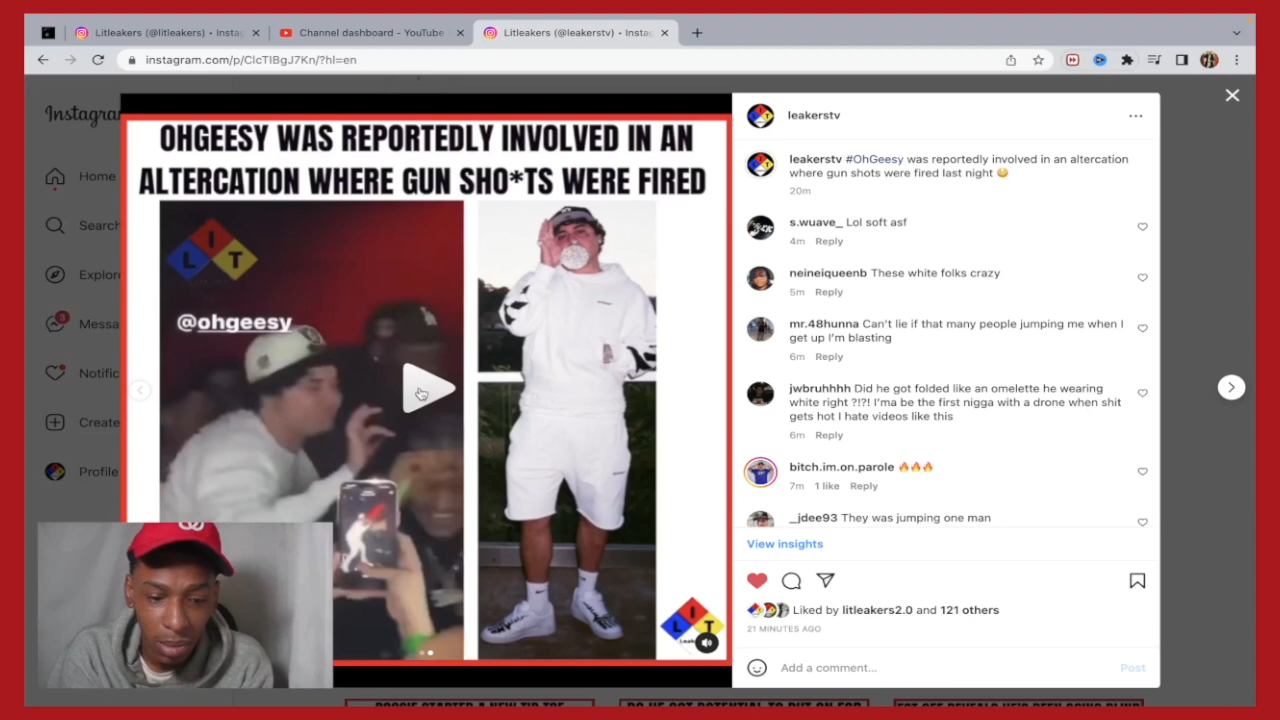 Litleakers (@litleakers) • Insta
Channel dashboard - YouTube
Litleakers (@leakerstv) • Insta
instagram.com/p/ClcTIBgJ7Kn/?hl=en
Instagra
Home
Search
Explor
Messa
3
Notific
Create
Profile
OHGEESY WAS REPORTEDLY INVOLVED IN AN
ALTERCATION WHERE GUN SHO*TS WERE FIRED
L I T
@ohgeesy
L I T
leakerstv
leakerstv #OhGeesy was reportedly involved in an altercation
where gun shots were fired last night 😳
20m
s.wuave_ Lol soft asf
4m Reply
neineiqueenb These white folks crazy
5m Reply
mr.48hunna Can't lie if that many people jumping me when I
get up I'm blasting
6m Reply
jwbruhhhh Did he got folded like an omelette he wearing
white right ?!?! I'ma be the first nigga with a drone when shit
gets hot I hate videos like this
6m Reply
bitch.im.on.parole 🔥🔥🔥
7m 1 like Reply
__jdee93 They was jumping one man
View insights
Liked by litleakers2.0 and 121 others
21 MINUTES AGO
Add a comment...
Post